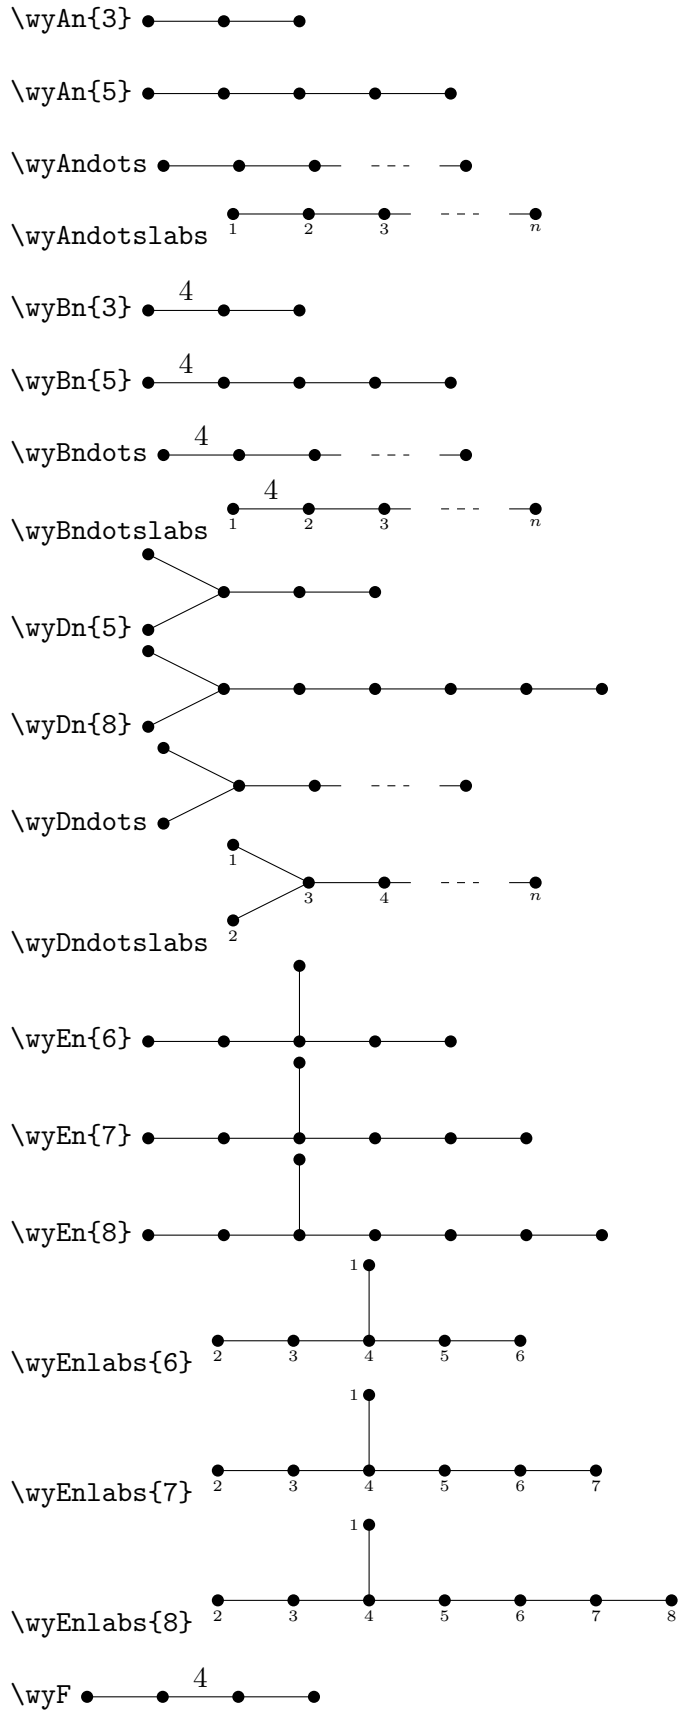 \wyAn{3}
\wyAn{5}
\wyAndots
1 2 3 n
\wyAndotslabs
4
\wyBn{3}
4
\wyBn{5}
4
\wyBndots
4
1 2 3 n
\wyBndotslabs
\wyDn{5}
\wyDn{8}
\wyDndots
1
3 4 n
2
\wyDndotslabs
\wyEn{6}
\wyEn{7}
\wyEn{8}
1
2 3 4 5 6
\wyEnlabs{6}
1
2 3 4 5 6 7
\wyEnlabs{7}
1
2 3 4 5 6 7 8
\wyEnlabs{8}
4
\wyF